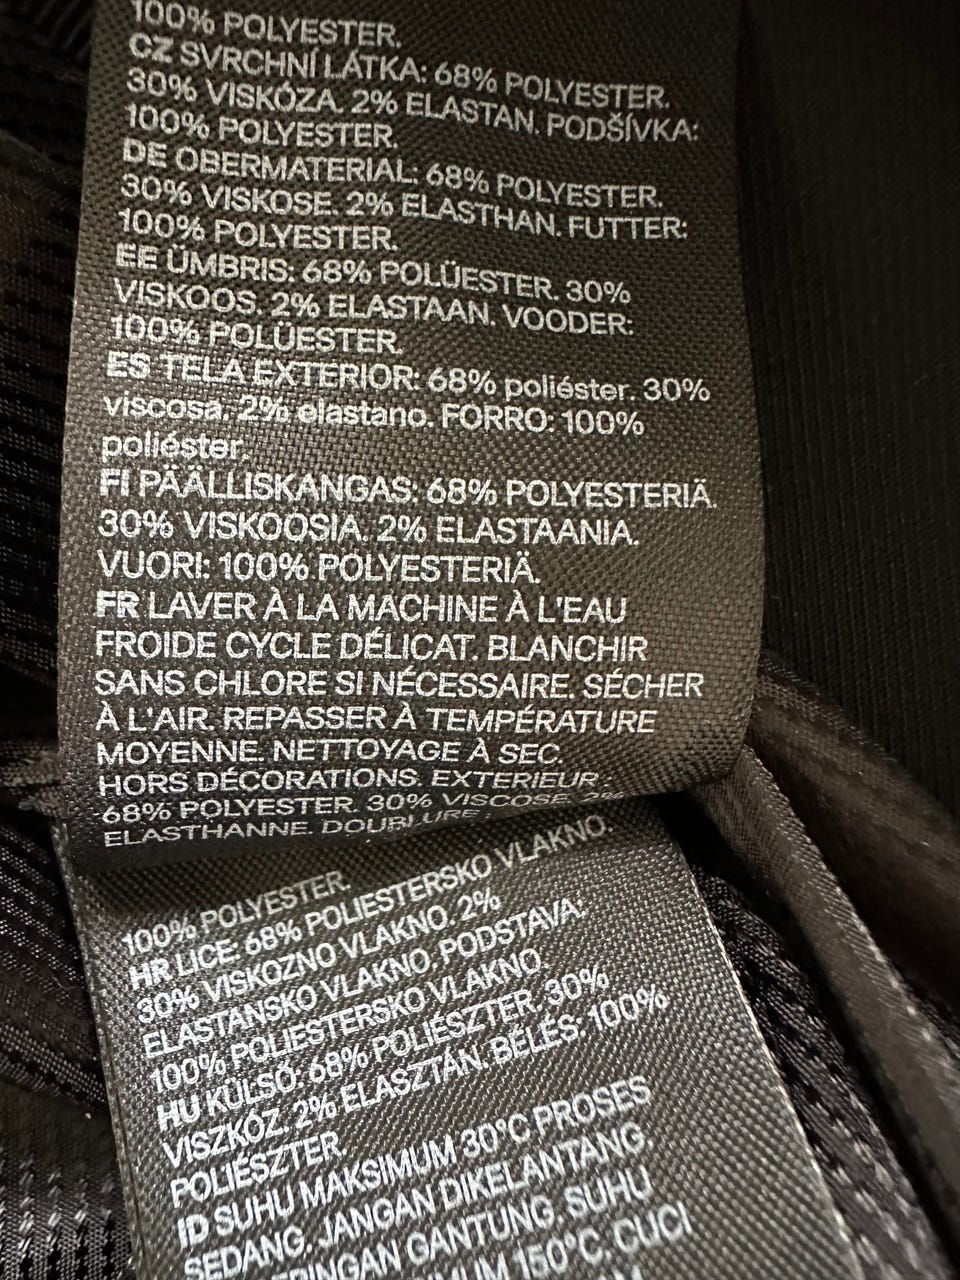 100% POLYESTER.
CZ SVRCHNÍ LÁTKA: 68% POLYESTER.
30% VISKÓZA. 2% ELASTAN. PODŠÍVKA:
100% POLYESTER.
DE OBERMATERIAL: 68% POLYESTER.
30% VISKOSE. 2% ELASTHAN. FUTTER:
100% POLYESTER.
EE ÜMBRIS: 68% POLÜESTER. 30%
VISKOOS. 2% ELASTAAN. VOODER:
100% POLÜESTER.
ES TELA EXTERIOR: 68% poliéster. 30%
viscosa. 2% elastano. FORRO: 100%
poliéster.
FI PÄÄLLISKANGAS: 68% POLYESTERIÄ.
30% VISKOOSIA. 2% ELASTAANIA.
VUORI: 100% POLYESTERIÄ.
FR LAVER À LA MACHINE À L'EAU
FROIDE CYCLE DÉLICAT. BLANCHIR
SANS CHLORE SI NÉCESSAIRE. SÉCHER
À L'AIR. REPASSER À TEMPÉRATURE
MOYENNE. NETTOYAGE À SEC.
HORS DÉCORATIONS. EXTERIEUR :
68% POLYESTER. 30% VISCOSE. 2%
ELASTHANNE. DOUBLURE :
100% POLYESTER.
HR LICE: 68% POLIESTERSKO VLAKNO.
30% VISKOZNO VLAKNO. 2%
ELASTANSKO VLAKNO. PODSTAVA:
100% POLIESTERSKO VLAKNO.
HU KÜLSŐ: 68% POLIÉSZTER. 30%
VISZKÓZ. 2% ELASZTÁN. BÉLÉS: 100%
POLIÉSZTER.
ID SUHU MAKSIMUM 30°C PROSES
SEDANG. JANGAN DIKELANTANG.
GANTUNG. SUHU
150°C. CUCI